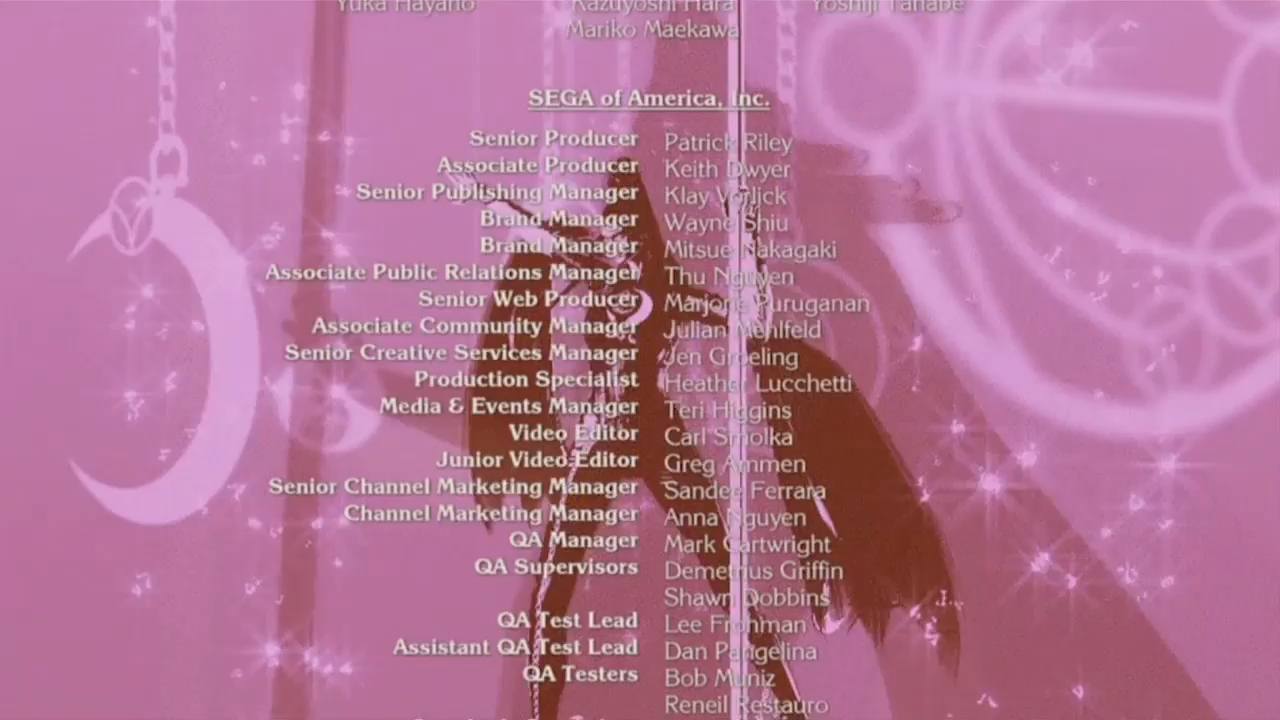 Yuka Hayano Kazuyoshi Hara Yoshiji Tanabe
Mariko Maekawa
SEGA of America, Inc.
Senior Producer Patrick Riley
Associate Producer Keith Dwyer
Senior Publishing Manager Klay Vorlick
Brand Manager Wayne Shiu
Brand Manager Mitsue Nakagaki
Associate Public Relations Manager Thu Nguyen
Senior Web Producer Marjorie Puruganan
Associate Community Manager Julian Mehlfeld
Senior Creative Services Manager Jen Groeling
Production Specialist Heather Lucchetti
Media & Events Manager Teri Higgins
Video Editor Carl Smolka
Junior Video Editor Greg Ammen
Senior Channel Marketing Manager Sandee Ferrara
Channel Marketing Manager Anna Nguyen
QA Manager Mark Cartwright
QA Supervisors Demetrius Griffin
Shawn Dobbins
QA Test Lead Lee Frohman
Assistant QA Test Lead Dan Pangelina
QA Testers Bob Muniz
Reneil Restauro